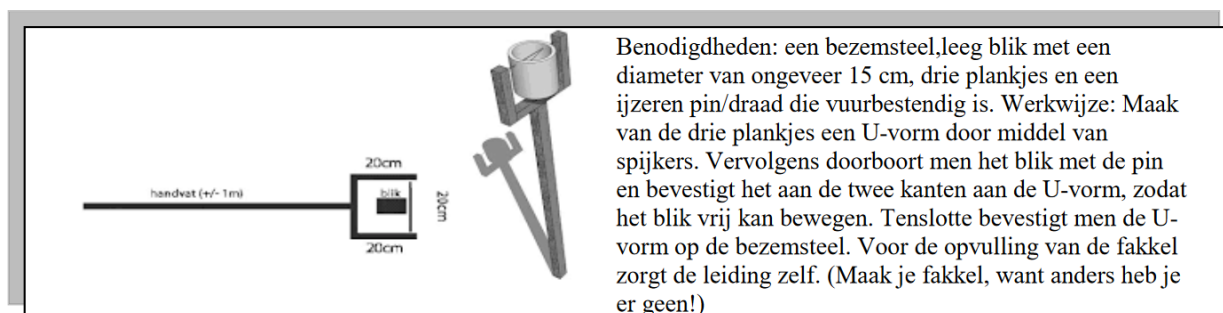 Benodigdheden: een bezemsteel,leeg blik met een
diameter van ongeveer 15 cm, drie plankjes en een
ijzeren pin/draad die vuurbestendig is. Werkwijze: Maak
van de drie plankjes een U-vorm door middel van
spijkers. Vervolgens doorboort men het blik met de pin
en bevestigt het aan de twee kanten aan de U-vorm, zodat
het blik vrij kan bewegen. Tenslotte bevestigt men de U-
vorm op de bezemsteel. Voor de opvulling van de fakkel
zorgt de leiding zelf. (Maak je fakkel, want anders heb je
er geen!)
20cm
handvat (+/- 1m)
blik
20cm
20cm